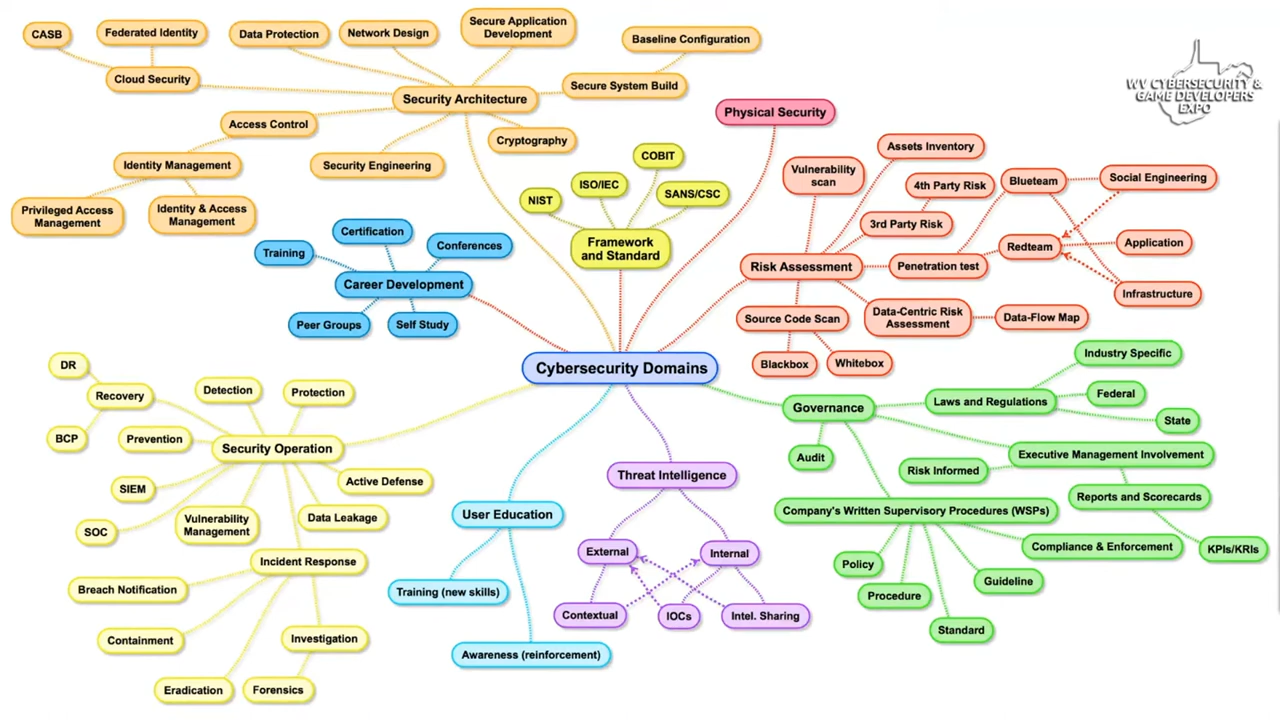 CASB
Federated Identity
Cloud Security
Data Protection
Network Design
Secure Application
Development
Baseline Configuration
Secure System Build
Security Architecture
Access Control
Cryptography
Security Engineering
Identity Management
Privileged Access
Management
Identity & Access
Management
WV CYBERSECURITY &
GAME DEVELOPERS
EXPO
Physical Security
COBIT
ISO/IEC
NIST
SANS/CSC
Framework
and Standard
Certification
Training
Conferences
Career Development
Peer Groups
Self Study
Assets Inventory
Vulnerability
scan
4th Party Risk
3rd Party Risk
Blueteam
Social Engineering
Redteam
Application
Risk Assessment
Penetration test
Infrastructure
Source Code Scan
Data-Centric Risk
Assessment
Data-Flow Map
Blackbox
Whitebox
Cybersecurity Domains
Industry Specific
Federal
Laws and Regulations
State
Governance
Audit
Executive Management Involvement
Risk Informed
Reports and Scorecards
KPIs/KRIs
Company's Written Supervisory Procedures (WSPs)
Compliance & Enforcement
Policy
Procedure
Guideline
Standard
DR
Recovery
BCP
Detection
Protection
Prevention
Security Operation
SIEM
Active Defense
SOC
Vulnerability
Management
Data Leakage
Incident Response
Breach Notification
Containment
Investigation
Eradication
Forensics
User Education
Training (new skills)
Awareness (reinforcement)
Threat Intelligence
External
Internal
Contextual
IOCs
Intel. Sharing